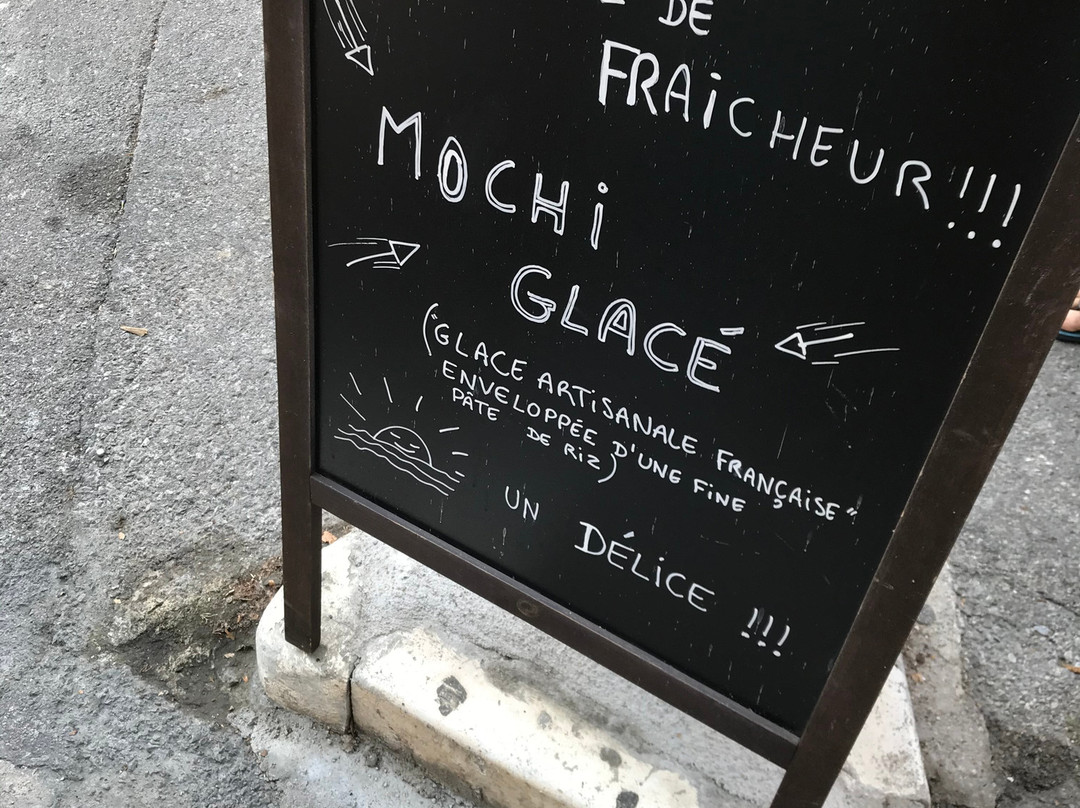 DE
FRAiCHEUR!!!
MOCHi
GLACÉ
("GLACE ARTiSANALE FRANÇAiSE"
ENVELOPPÉE D'UNE FiNE
PÂTE DE RiZ)
UN DÉLiCE !!!